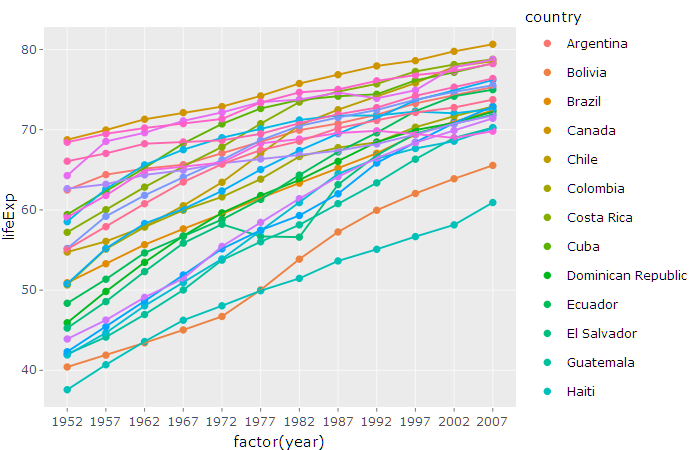 country
Argentina
Bolivia
Brazil
Canada
Chile
Colombia
Costa Rica
Cuba
Dominican Republic
Ecuador
El Salvador
Guatemala
Haiti
lifeExp
80
70
60
50
40
1952 1957 1962 1967 1972 1977 1982 1987 1992 1997 2002 2007
factor(year)